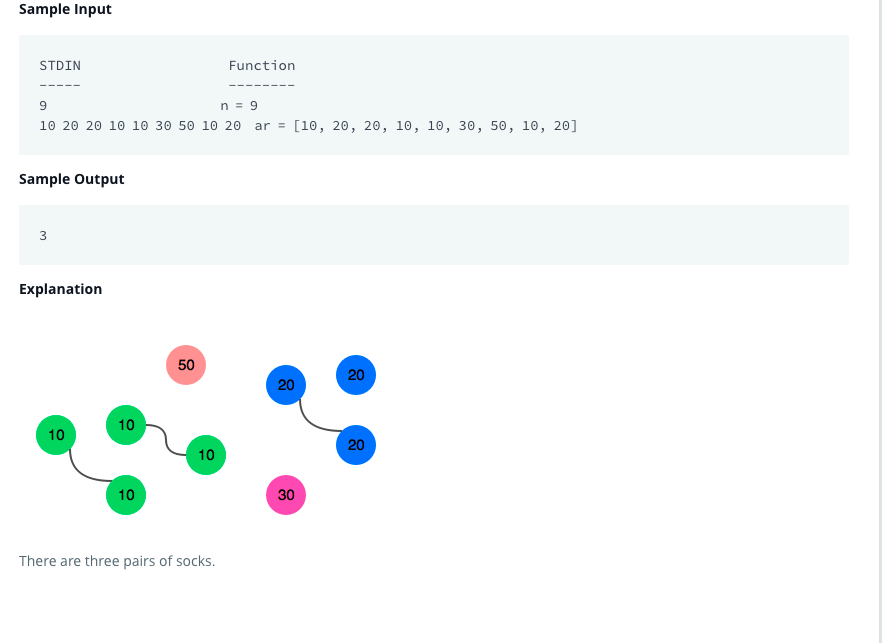 Sample Input
STDIN                  Function
-----                  --------
9                      n = 9
10 20 20 10 10 30 50 10 20  ar = [10, 20, 20, 10, 10, 30, 50, 10, 20]
Sample Output
3
Explanation
50
20 20
10 10 20
10
10 30
There are three pairs of socks.